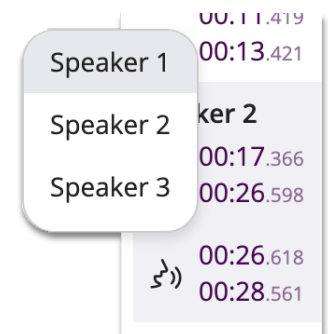 00:11.419
Speaker 1
00:13.421
Speaker 2
ker 2
00:17.366
Speaker 3
00:26.598
00:26.618
00:28.561